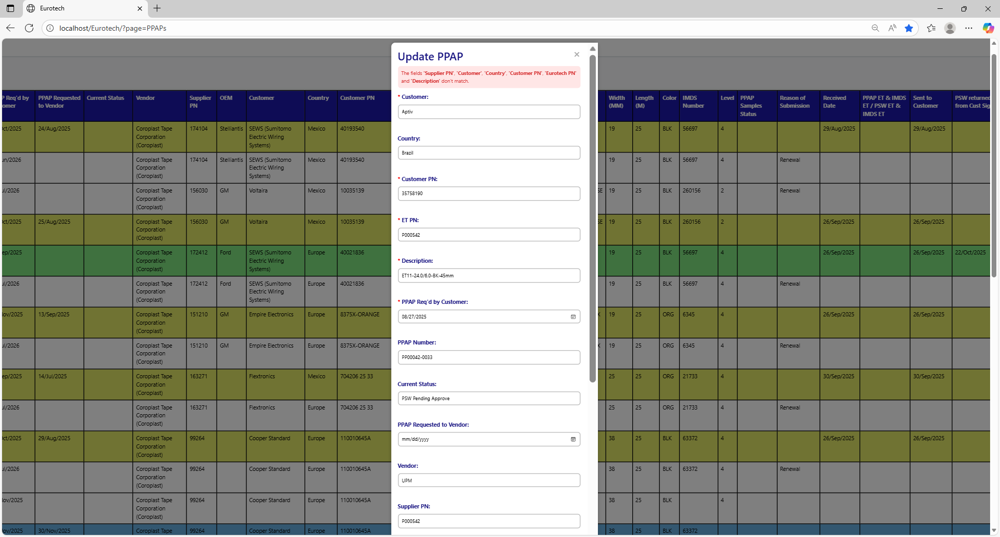 Eurotech
localhost/Eurotech/?page=PPAPs
Update PPAP
The fields 'Supplier PN', 'Customer', 'Country', 'Customer PN', 'Eurotech PN'
and 'Description' don't match.
* Customer:
Aptiv
Country:
Brazil
* Customer PN:
35758190
* ET PN:
P000542
* Description:
ET11-24.0/6.0-BK-45mm
* PPAP Req'd by Customer:
08/27/2025
PPAP Number:
PP00042-0033
Current Status:
PSW Pending Approve
PPAP Requested to Vendor:
mm/dd/yyyy
Vendor:
UPM
Supplier PN:
P000542
P Req'd by
omer
PPAP Requested
to Vendor
Current Status
Vendor
Supplier
PN
OEM
Customer
Country
Customer PN
Width
(MM)
Length
(M)
Color
IMDS
Number
Level
PPAP
Samples
Status
Reason of
Submission
Received
Date
PPAP ET & IMDS
ET / PSW ET &
IMDS ET
Sent to
Customer
PSW returned
from Cust Sig
ct/2025 24/Aug/2025 Coroplast Tape 174104 Stelliantis SEWS (Sumitomo Mexico 40193540 19 25 BLK 56697 4 29/Aug/2025 29/Aug/2025
Corporation Electric Wiring
(Coroplast) Systems)
un/2026 Coroplast Tape 174104 Stelliantis SEWS (Sumitomo Mexico 40193540 19 25 BLK 56697 4 Renewal
Corporation Electric Wiring
(Coroplast) Systems)
ul/2026 Coroplast Tape 156030 GM Voltaira Mexico 10035139 SE 19 25 BLK 260156 2 Renewal
Corporation
(Coroplast)
ct/2025 25/Aug/2025 Coroplast Tape 156030 GM Voltaira Mexico 10035139 SE 19 25 BLK 260156 2 26/Sep/2025 26/Sep/2025
Corporation
(Coroplast)
ep/2025 Coroplast Tape 172412 Ford SEWS (Sumitomo Europe 40021836 19 25 BLK 56697 4 26/Sep/2025 26/Sep/2025 22/Oct/2025
Corporation Electric Wiring
(Coroplast) Systems)
ul/2026 Coroplast Tape 172412 Ford SEWS (Sumitomo Europe 40021836 19 25 BLK 56697 4 Renewal
Corporation Electric Wiring
(Coroplast) Systems)
ov/2025 13/Sep/2025 Coroplast Tape 151210 GM Empire Electronics Europe 8375X-ORANGE X 19 25 ORG 6345 4 26/Sep/2025 26/Sep/2025
Corporation
(Coroplast)
ul/2026 Coroplast Tape 151210 GM Empire Electronics Europe 8375X-ORANGE X 19 25 ORG 6345 4 Renewal
Corporation
(Coroplast)
ep/2025 14/Jul/2025 Coroplast Tape 163271 Flextronics Mexico 704206 25 33 25 25 ORG 21733 4 30/Sep/2025 30/Sep/2025
Corporation
(Coroplast)
ul/2026 Coroplast Tape 163271 Flextronics Europe 704206 25 33 25 25 ORG 21733 4 Renewal
Corporation
(Coroplast)
ct/2025 29/Aug/2025 Coroplast Tape 99264 Cooper Standard Europe 110010645A 38 25 BLK 63372 4 26/Sep/2025 26/Sep/2025
Corporation
(Coroplast)
ul/2026 Coroplast Tape 99264 Cooper Standard Europe 110010645A 38 25 BLK 63372 4 Renewal
Corporation
(Coroplast)
ov/2025 Coroplast Tape 99264 Cooper Standard Europe 110010645A 38 25 BLK 4
Corporation
(Coroplast)
ov/2025 30/Nov/2025 Coroplast Tape 99264 Cooper Standard Europe 110010645A 38 25 BLK 63372